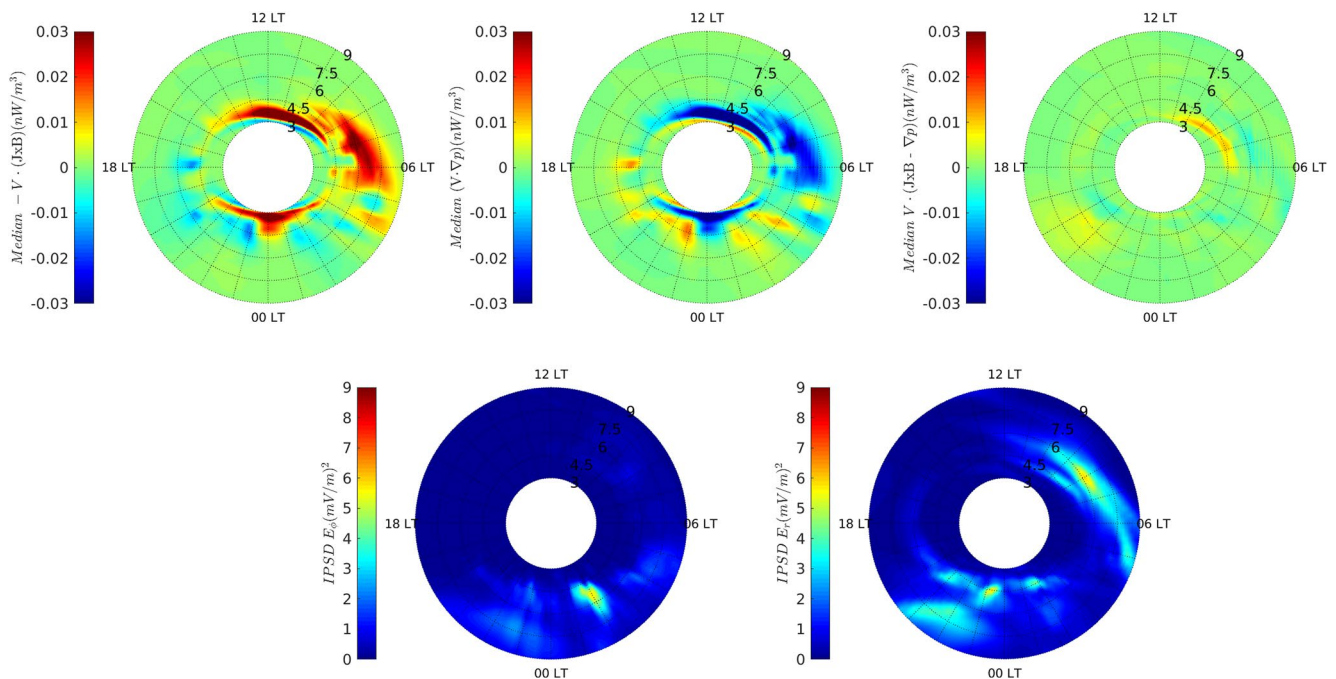 12 LT
12 LT
12 LT
0.03
0.02
0.01
0
-0.01
-0.02
-0.03
Median − V · (JxB)(nW/m³)
9
7.5
6
4.5
3
18 LT
06 LT
00 LT
0.03
0.02
0.01
0
-0.01
-0.02
-0.03
Median (V·∇p)(nW/m³)
9
7.5
6
4.5
3
18 LT
06 LT
00 LT
0.03
0.02
0.01
0
-0.01
-0.02
-0.03
Median V · (JxB - ∇p)(nW/m³)
9
7.5
6
4.5
3
18 LT
06 LT
00 LT
12 LT
9
8
7
6
5
4
3
2
1
0
IPSD E_ϕ(mV/m)²
9
7.5
6
4.5
3
18 LT
06 LT
00 LT
12 LT
9
8
7
6
5
4
3
2
1
0
IPSD E_r(mV/m)²
9
7.5
6
4.5
3
18 LT
06 LT
00 LT